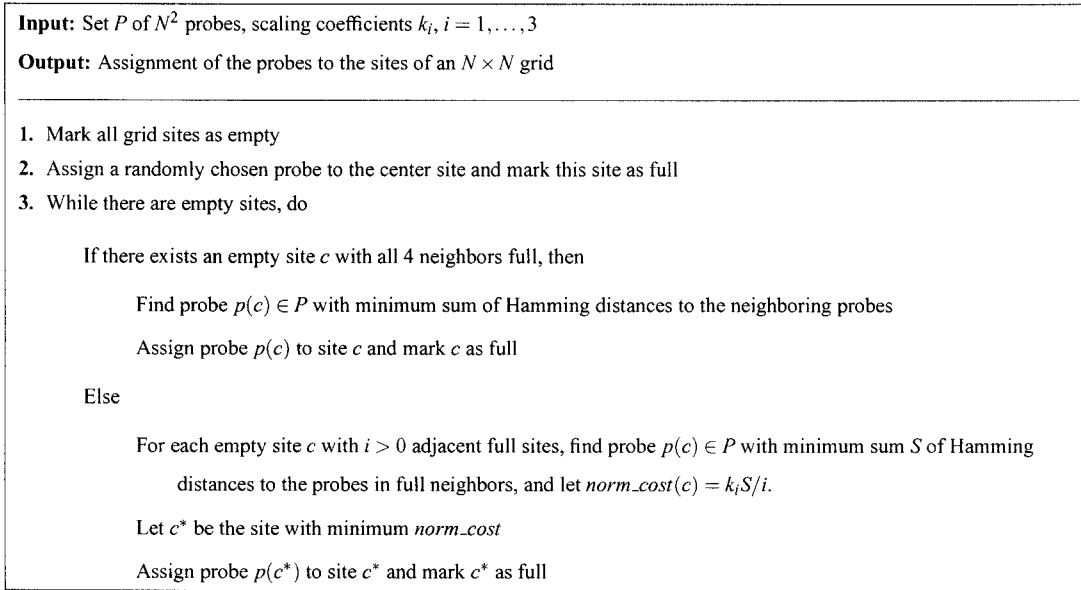 Input: Set P of N² probes, scaling coefficients kᵢ, i = 1,...,3
Output: Assignment of the probes to the sites of an N × N grid
1. Mark all grid sites as empty
2. Assign a randomly chosen probe to the center site and mark this site as full
3. While there are empty sites, do
If there exists an empty site c with all 4 neighbors full, then
Find probe p(c) ∈ P with minimum sum of Hamming distances to the neighboring probes
Assign probe p(c) to site c and mark c as full
Else
For each empty site c with i > 0 adjacent full sites, find probe p(c) ∈ P with minimum sum S of Hamming
distances to the probes in full neighbors, and let norm_cost(c) = kᵢS/i.
Let c* be the site with minimum norm_cost
Assign probe p(c*) to site c* and mark c* as full